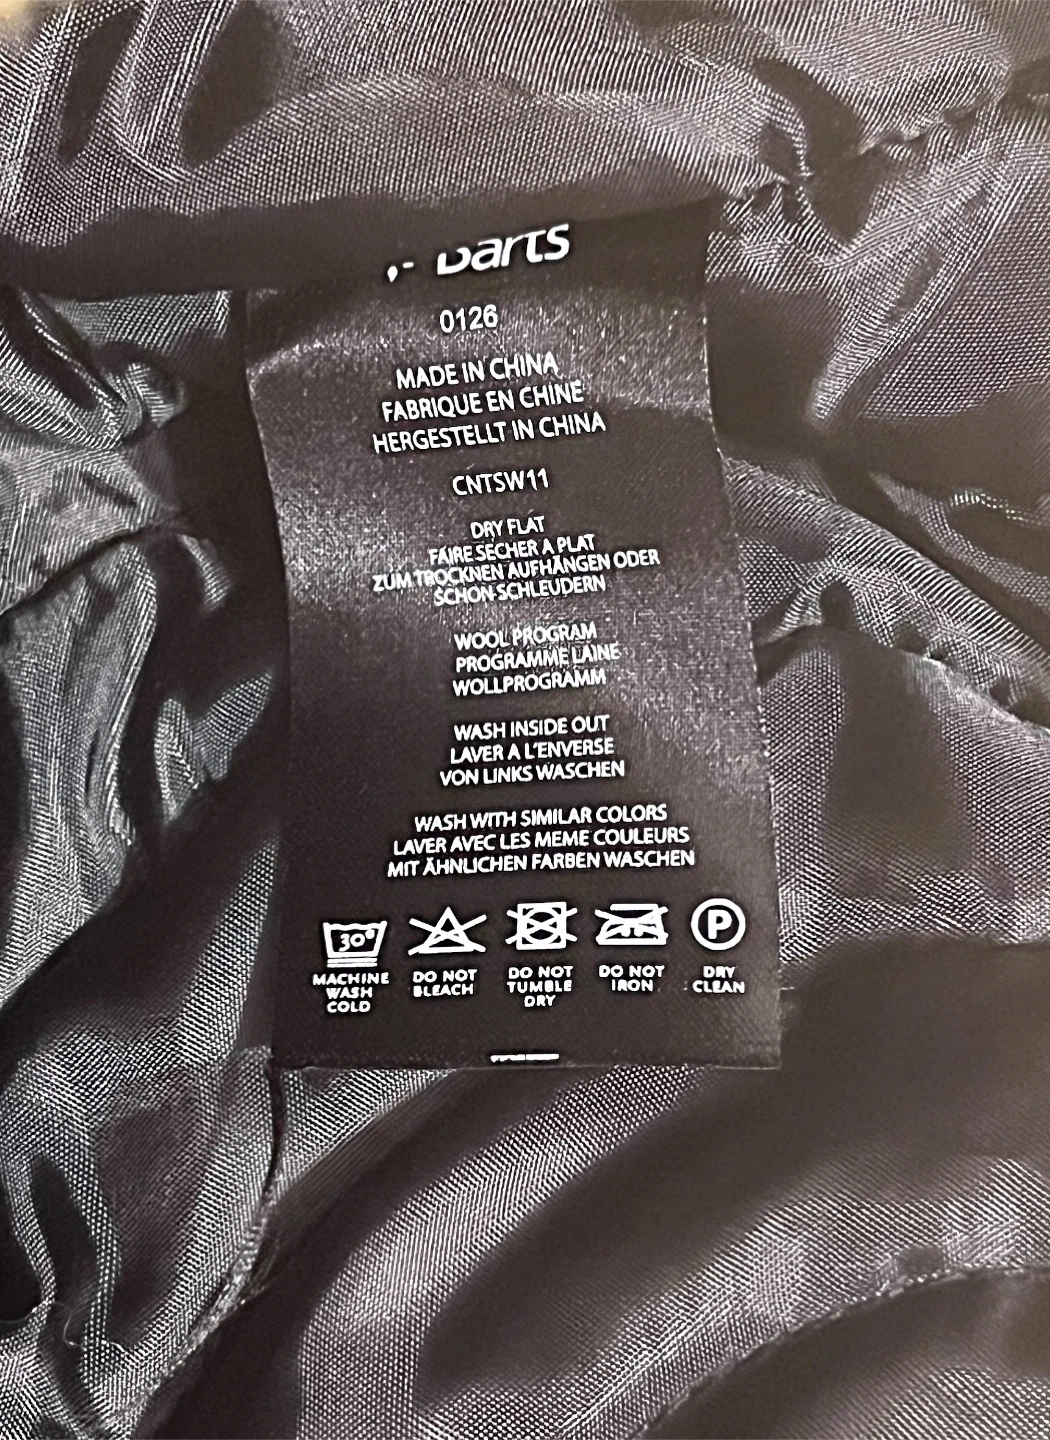 Barts
0126
MADE IN CHINA
FABRIQUE EN CHINE
HERGESTELLT IN CHINA
CNTSW11
DRY FLAT
FAIRE SECHER A PLAT
ZUM TROCKNEN AUFHÄNGEN ODER
SCHON SCHLEUDERN
WOOL PROGRAM
PROGRAMME LAINE
WOLLPROGRAMM
WASH INSIDE OUT
LAVER A L'ENVERSE
VON LINKS WASCHEN
WASH WITH SIMILAR COLORS
LAVER AVEC LES MEME COULEURS
MIT ÄHNLICHEN FARBEN WASCHEN
30° P
MACHINE WASH COLD
DO NOT BLEACH
DO NOT TUMBLE DRY
DO NOT IRON
DRY CLEAN